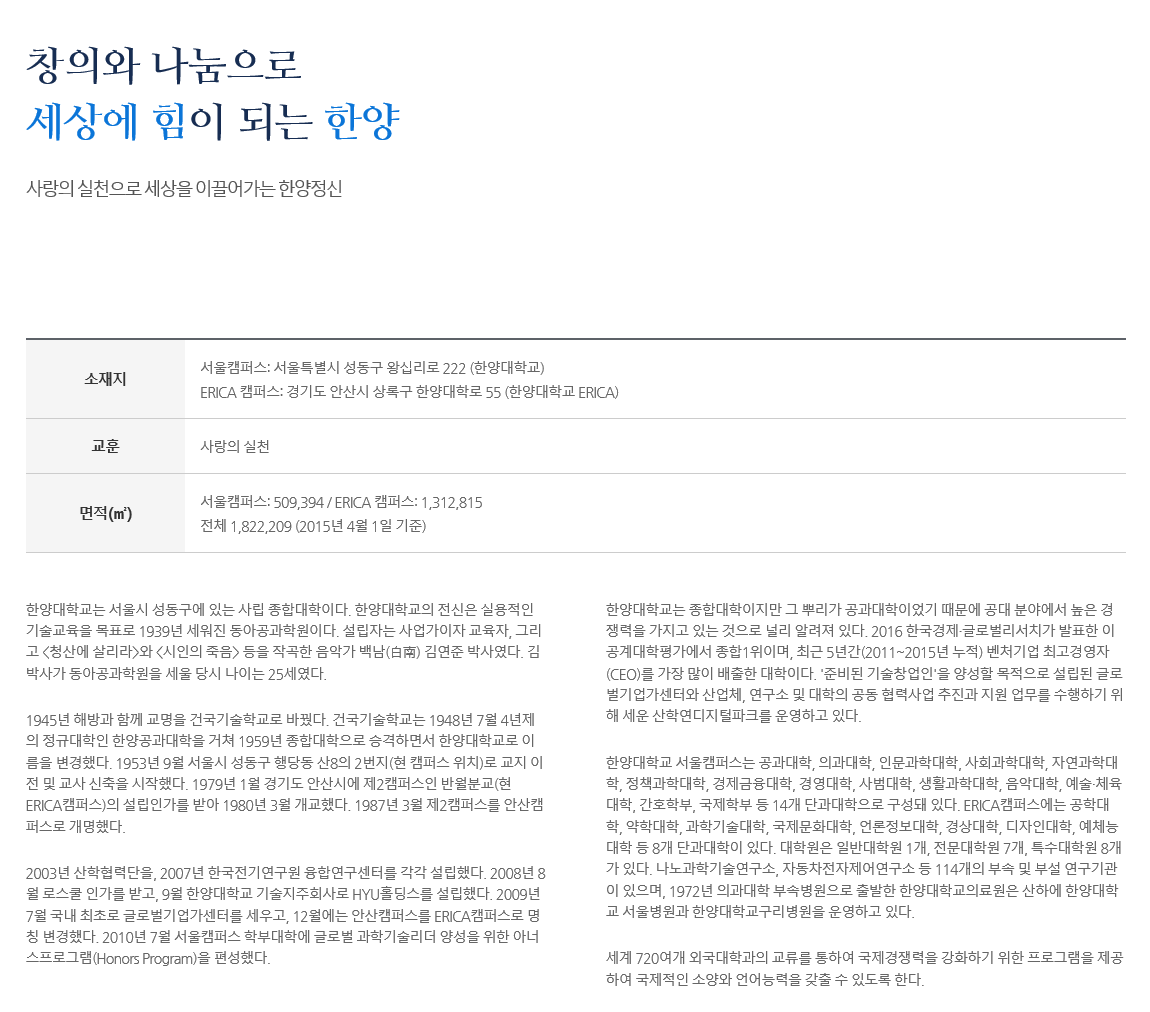 창의와 나눔으로
세상에 힘이 되는 한양
사랑의 실천으로 세상을 이끌어가는 한양정신
소재지
서울캠퍼스: 서울특별시 성동구 왕십리로 222 (한양대학교)
ERICA 캠퍼스: 경기도 안산시 상록구 한양대학로 55 (한양대학교 ERICA)
교훈
사랑의 실천
면적(㎡)
서울캠퍼스: 509,394 / ERICA 캠퍼스: 1,312,815
전체 1,822,209 (2015년 4월 1일 기준)
한양대학교는 서울시 성동구에 있는 사립 종합대학이다. 한양대학교의 전신은 실용적인
기술교육을 목표로 1939년 세워진 동아공과학원이다. 설립자는 사업가이자 교육자, 그리
고 <청산에 살리라>와 <시인의 죽음> 등을 작곡한 음악가 백남(白南) 김연준 박사였다. 김
박사가 동아공과학원을 세울 당시 나이는 25세였다.
1945년 해방과 함께 교명을 건국기술학교로 바꿨다. 건국기술학교는 1948년 7월 4년제
의 정규대학인 한양공과대학을 거쳐 1959년 종합대학으로 승격하면서 한양대학교로 이
름을 변경했다. 1953년 9월 서울시 성동구 행당동 산8의 2번지(현 캠퍼스 위치)로 교지 이
전 및 교사 신축을 시작했다. 1979년 1월 경기도 안산시에 제2캠퍼스인 반월분교(현
ERICA캠퍼스)의 설립인가를 받아 1980년 3월 개교했다. 1987년 3월 제2캠퍼스를 안산캠
퍼스로 개명했다.
2003년 산학협력단을, 2007년 한국전기연구원 융합연구센터를 각각 설립했다. 2008년 8
월 로스쿨 인가를 받고, 9월 한양대학교 기술지주회사로 HYU홀딩스를 설립했다. 2009년
7월 국내 최초로 글로벌기업가센터를 세우고, 12월에는 안산캠퍼스를 ERICA캠퍼스로 명
칭 변경했다. 2010년 7월 서울캠퍼스 학부대학에 글로벌 과학기술리더 양성을 위한 아너
스프로그램(Honors Program)을 편성했다.
한양대학교는 종합대학이지만 그 뿌리가 공과대학이었기 때문에 공대 분야에서 높은 경
쟁력을 가지고 있는 것으로 널리 알려져 있다. 2016 한국경제·글로벌리서치가 발표한 이
공계대학평가에서 종합1위이며, 최근 5년간(2011~2015년 누적) 벤처기업 최고경영자
(CEO)를 가장 많이 배출한 대학이다. '준비된 기술창업인'을 양성할 목적으로 설립된 글로
벌기업가센터와 산업체, 연구소 및 대학의 공동 협력사업 추진과 지원 업무를 수행하기 위
해 세운 산학연디지털파크를 운영하고 있다.
한양대학교 서울캠퍼스는 공과대학, 의과대학, 인문과학대학, 사회과학대학, 자연과학대
학, 정책과학대학, 경제금융대학, 경영대학, 사범대학, 생활과학대학, 음악대학, 예술·체육
대학, 간호학부, 국제학부 등 14개 단과대학으로 구성돼 있다. ERICA캠퍼스에는 공학대
학, 약학대학, 과학기술대학, 국제문화대학, 언론정보대학, 경상대학, 디자인대학, 예체능
대학 등 8개 단과대학이 있다. 대학원은 일반대학원 1개, 전문대학원 7개, 특수대학원 8개
가 있다. 나노과학기술연구소, 자동차전자제어연구소 등 114개의 부속 및 부설 연구기관
이 있으며, 1972년 의과대학 부속병원으로 출발한 한양대학교의료원은 산하에 한양대학
교 서울병원과 한양대학교구리병원을 운영하고 있다.
세계 720여개 외국대학과의 교류를 통하여 국제경쟁력을 강화하기 위한 프로그램을 제공
하여 국제적인 소양와 언어능력을 갖출 수 있도록 한다.